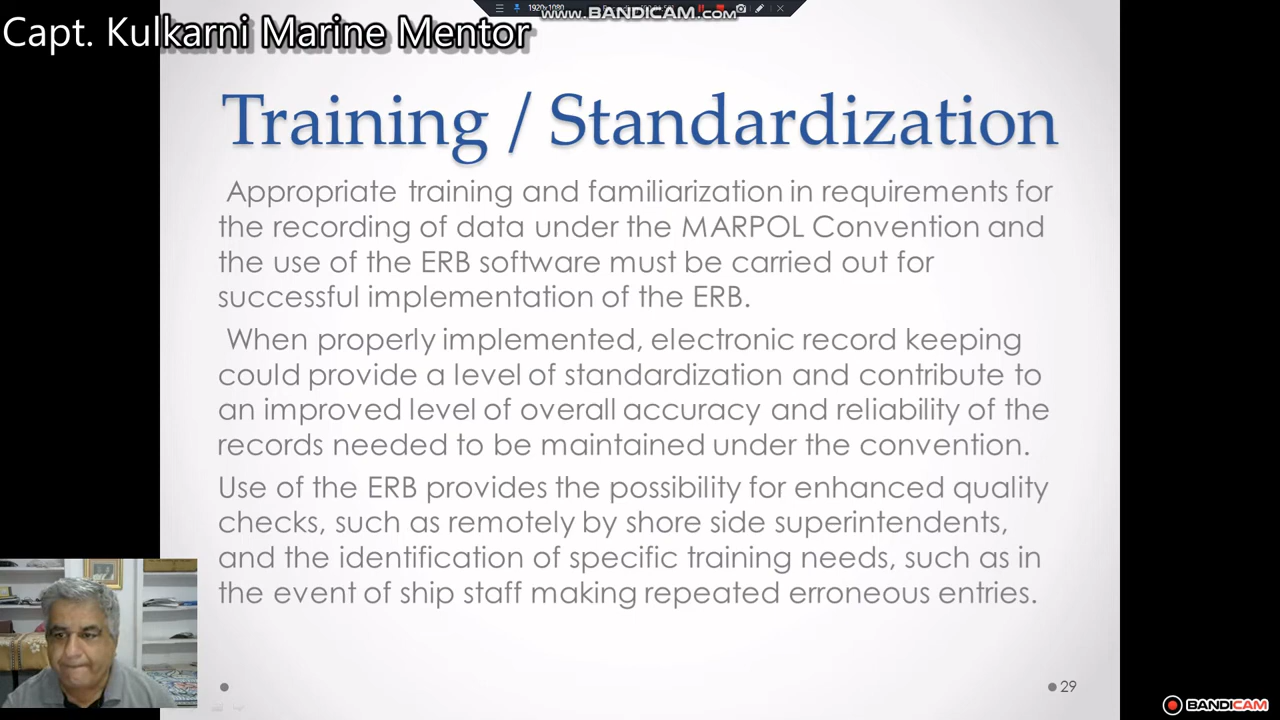 1920x1080
www.BANDICAM.com
Capt. Kulkarni Marine Mentor
Training / Standardization
Appropriate training and familiarization in requirements for
the recording of data under the MARPOL Convention and
the use of the ERB software must be carried out for
successful implementation of the ERB.
When properly implemented, electronic record keeping
could provide a level of standardization and contribute to
an improved level of overall accuracy and reliability of the
records needed to be maintained under the convention.
Use of the ERB provides the possibility for enhanced quality
checks, such as remotely by shore side superintendents,
and the identification of specific training needs, such as in
the event of ship staff making repeated erroneous entries.
29
BANDICAM